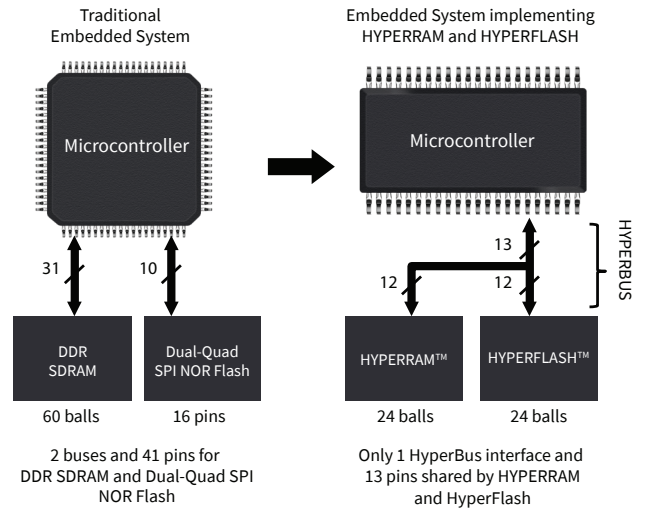 Traditional
Embedded System
Embedded System implementing
HYPERRAM and HYPERFLASH
Microcontroller
Microcontroller
31
10
13
12
12
HYPERBUS
DDR
SDRAM
Dual-Quad
SPI NOR Flash
HYPERRAM™
HYPERFLASH™
60 balls
16 pins
24 balls
24 balls
2 buses and 41 pins for
DDR SDRAM and Dual-Quad SPI
NOR Flash
Only 1 HyperBus interface and
13 pins shared by HYPERRAM
and HyperFlash